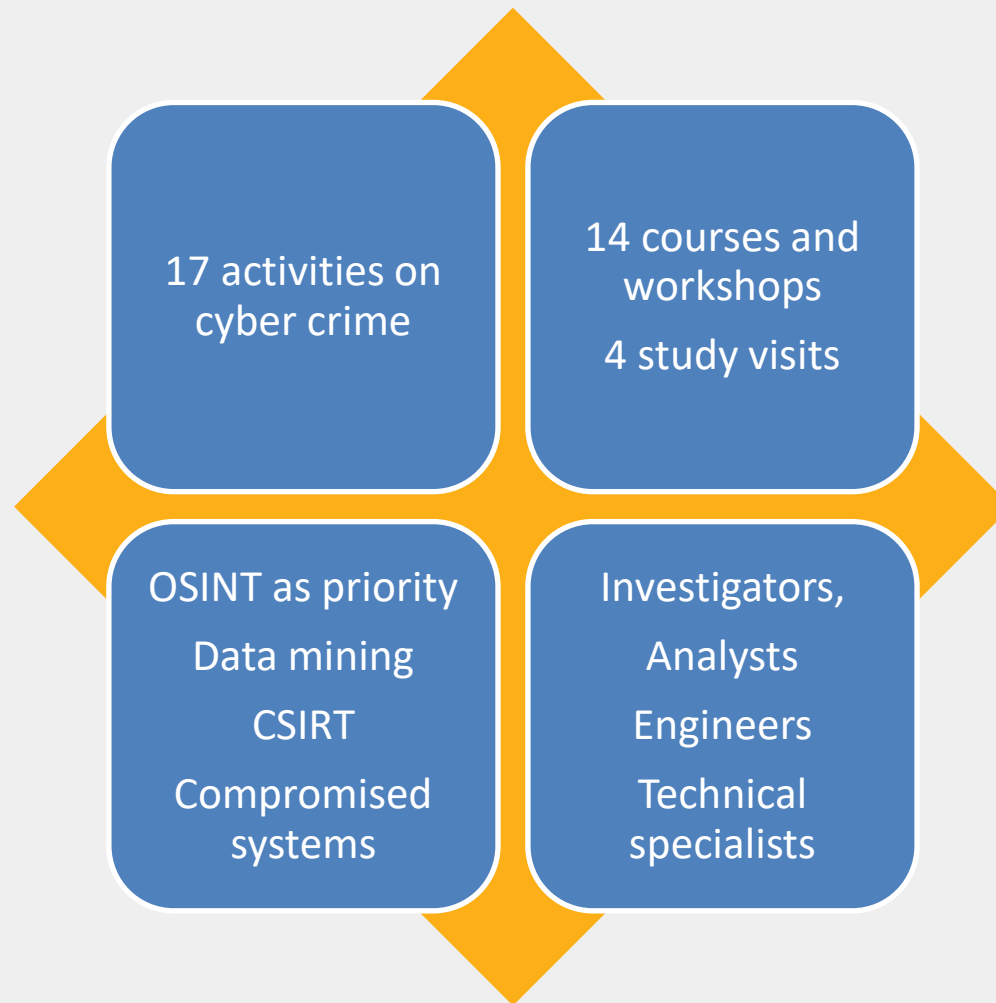 17 activities on
cyber crime
14 courses and
workshops
4 study visits
OSINT as priority
Data mining
CSIRT
Compromised
systems
Investigators,
Analysts
Engineers
Technical
specialists